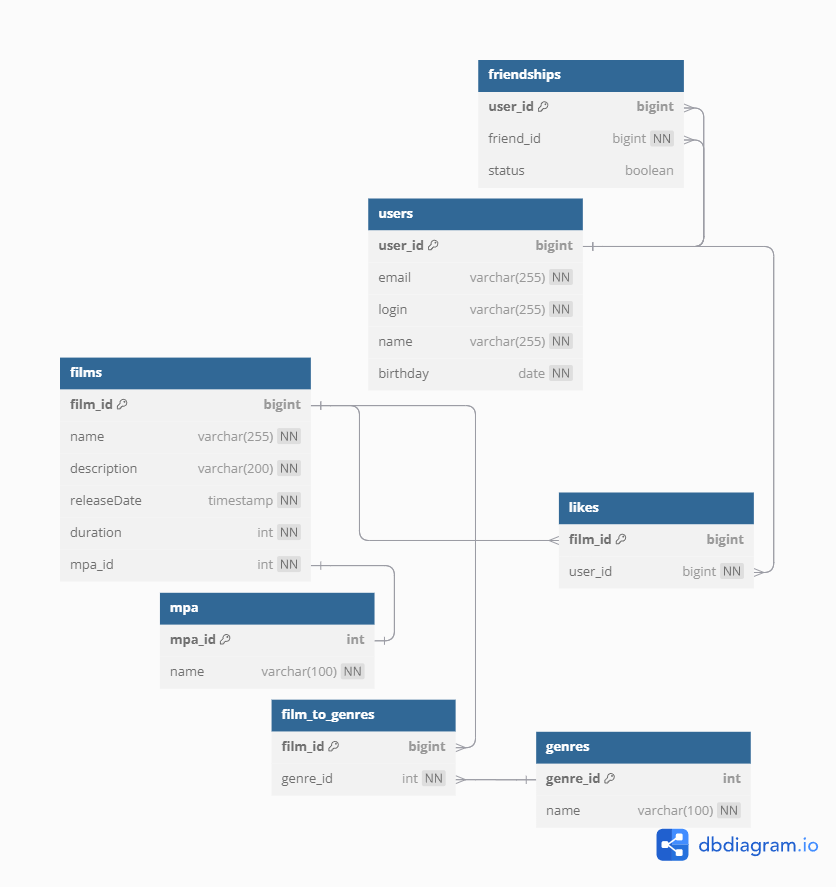 friendships
user_id bigint
friend_id bigint NN
status boolean
users
user_id bigint
email varchar(255) NN
login varchar(255) NN
name varchar(255) NN
birthday date NN
films
film_id bigint
name varchar(255) NN
description varchar(200) NN
releaseDate timestamp NN
duration int NN
mpa_id int NN
likes
film_id bigint
user_id bigint NN
mpa
mpa_id int
name varchar(100) NN
film_to_genres
film_id bigint
genre_id int NN
genres
genre_id int
name varchar(100) NN
dbdiagram.io